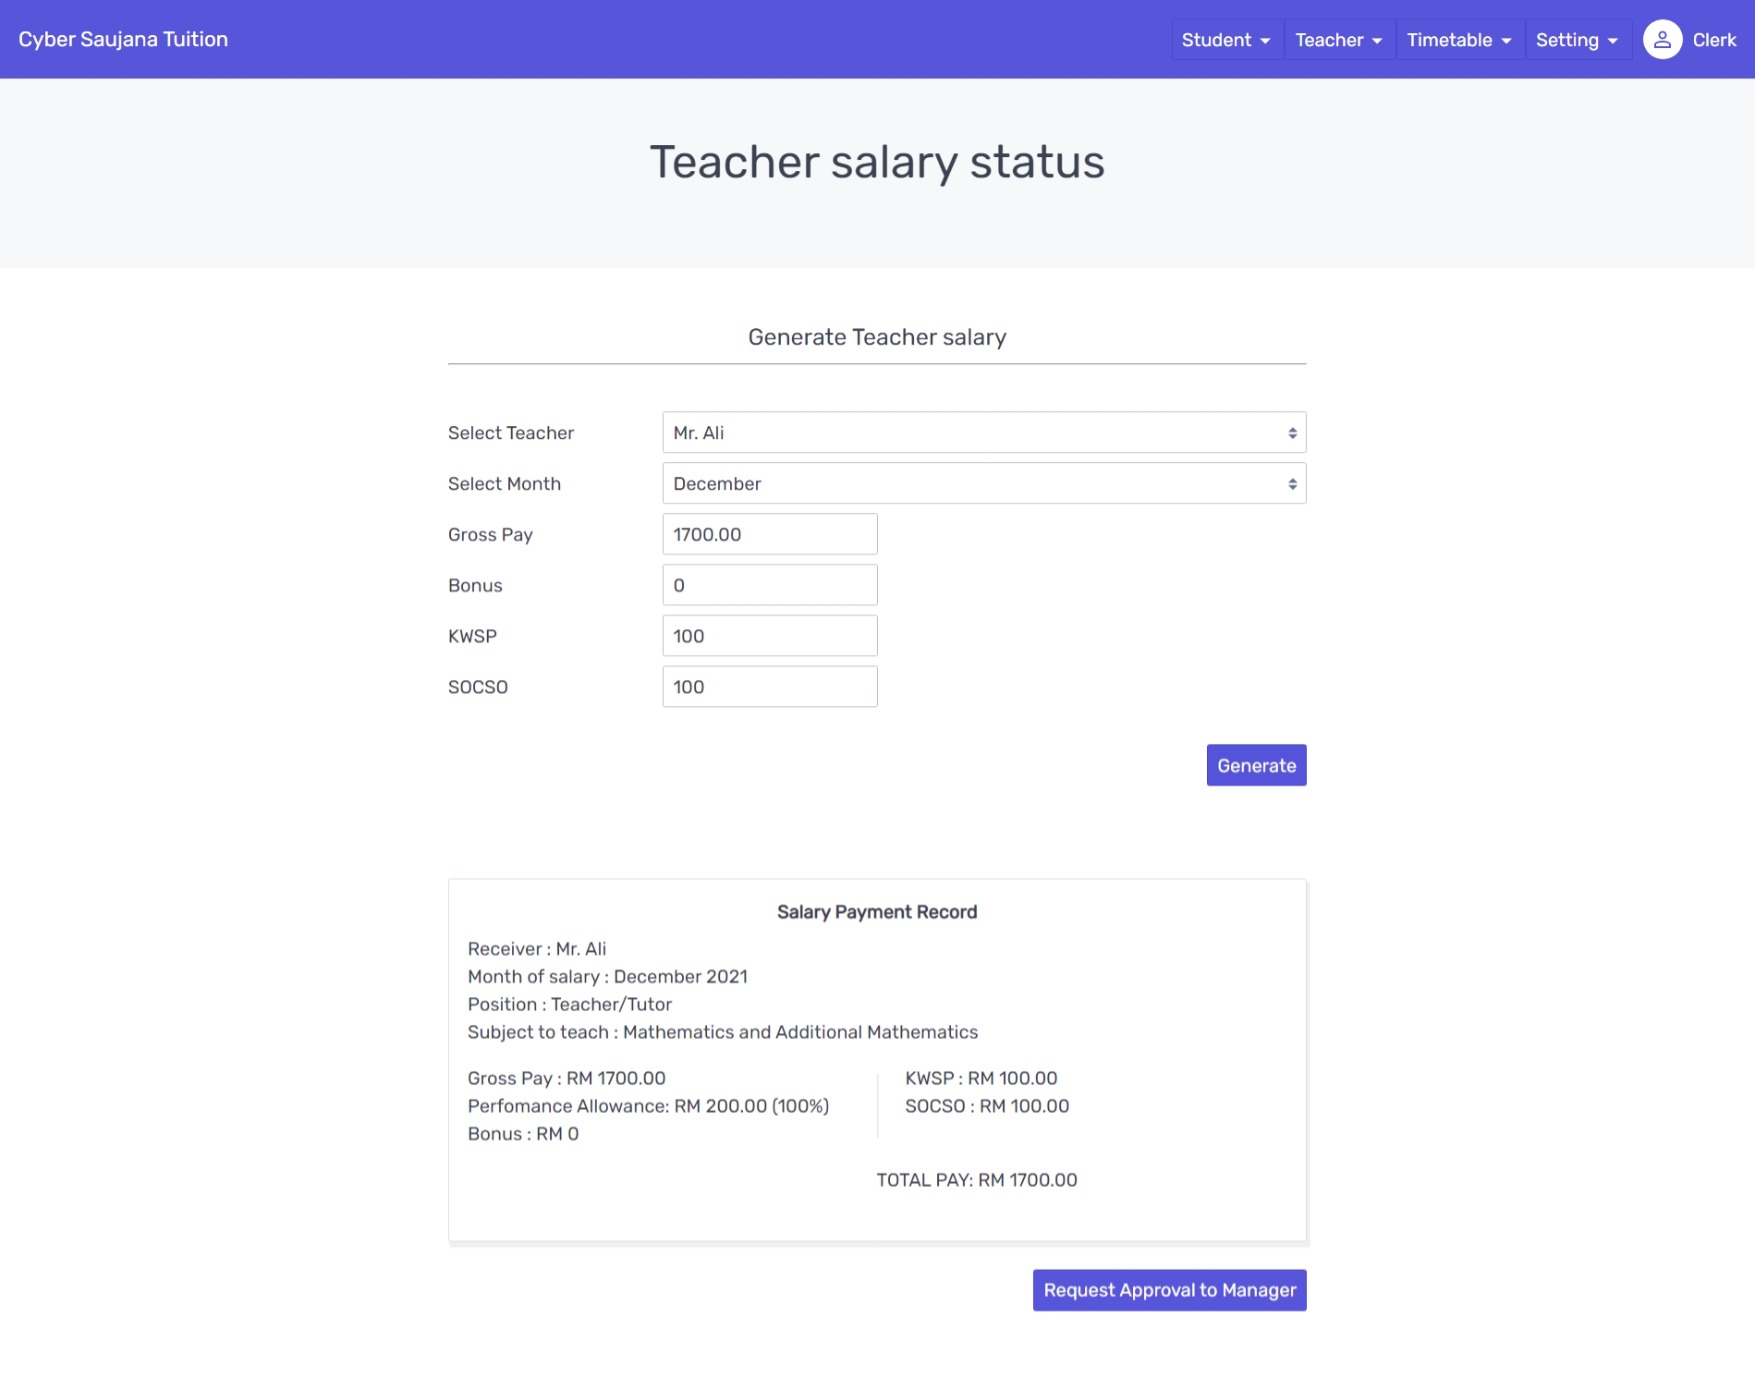 Cyber Saujana Tuition
Student
Teacher
Timetable
Setting
Clerk
Teacher salary status
Generate Teacher salary
Select Teacher
Mr. Ali
Select Month
December
Gross Pay
1700.00
Bonus
0
KWSP
100
SOCSO
100
Generate
Salary Payment Record
Receiver : Mr. Ali
Month of salary : December 2021
Position : Teacher/Tutor
Subject to teach : Mathematics and Additional Mathematics
Gross Pay : RM 1700.00
Perfomance Allowance: RM 200.00 (100%)
Bonus : RM 0
KWSP : RM 100.00
SOCSO : RM 100.00
TOTAL PAY: RM 1700.00
Request Approval to Manager